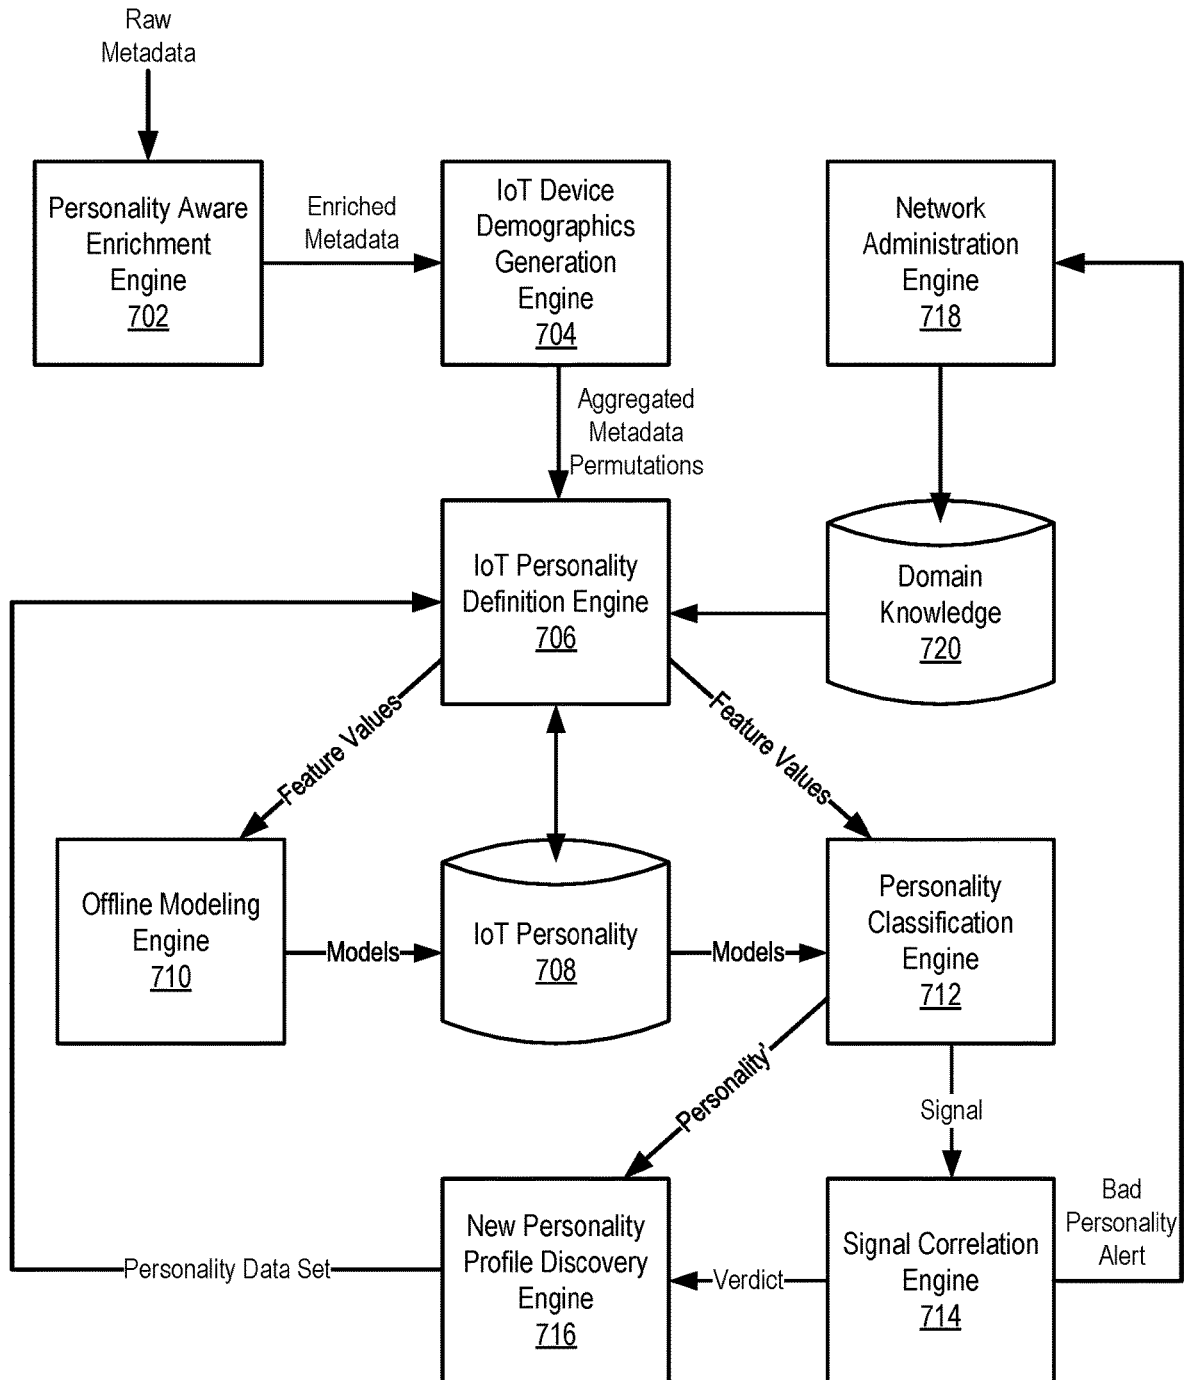 Raw
Metadata
Personality Aware
Enrichment
Engine
702
Enriched
Metadata
IoT Device
Demographics
Generation
Engine
704
Network
Administration
Engine
718
Aggregated
Metadata
Permutations
IoT Personality
Definition Engine
706
Domain
Knowledge
720
Feature Values
Feature Values
Offline Modeling
Engine
710
Models
IoT Personality
708
Models
Personality
Classification
Engine
712
Personality'
Signal
New Personality
Profile Discovery
Engine
716
Personality Data Set
Verdict
Signal Correlation
Engine
714
Bad
Personality
Alert